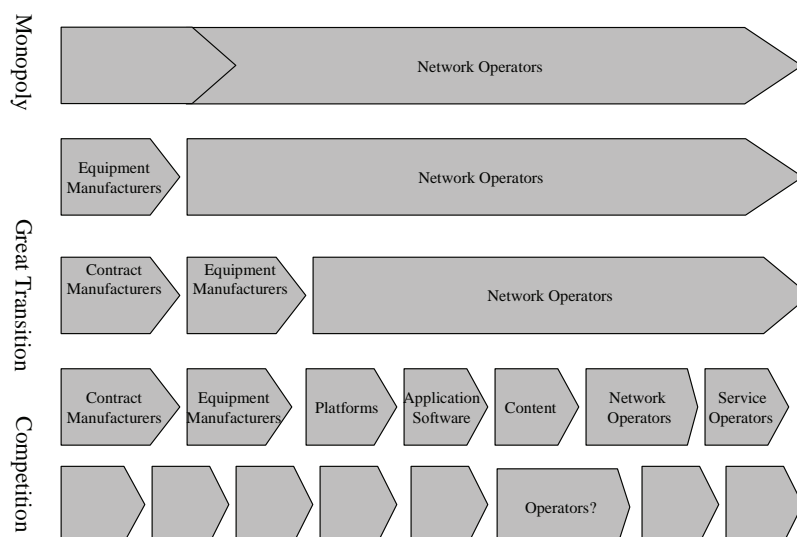 Monopoly
Network Operators
Equipment
Manufacturers
Network Operators
Great Transition
Contract
Manufacturers
Equipment
Manufacturers
Network Operators
Contract
Manufacturers
Equipment
Manufacturers
Platforms
Application
Software
Content
Network
Operators
Service
Operators
Competition
Operators?